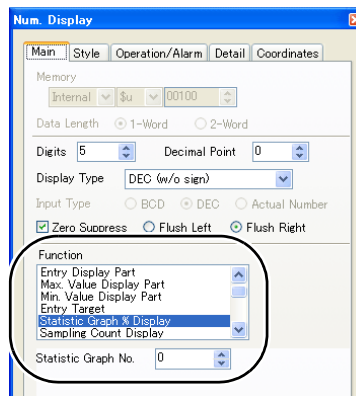 Num. Display
Main Style Operation/Alarm Detail Coordinates
Memory
Internal $u 00100
Data Length 1-Word 2-Word
Digits 5 Decimal Point 0
Display Type DEC (w/o sign)
Input Type BCD DEC Actual Number
Zero Suppress Flush Left Flush Right
Function
Entry Display Part
Max. Value Display Part
Min. Value Display Part
Entry Target
Statistic Graph % Display
Sampling Count Display
Statistic Graph No. 0